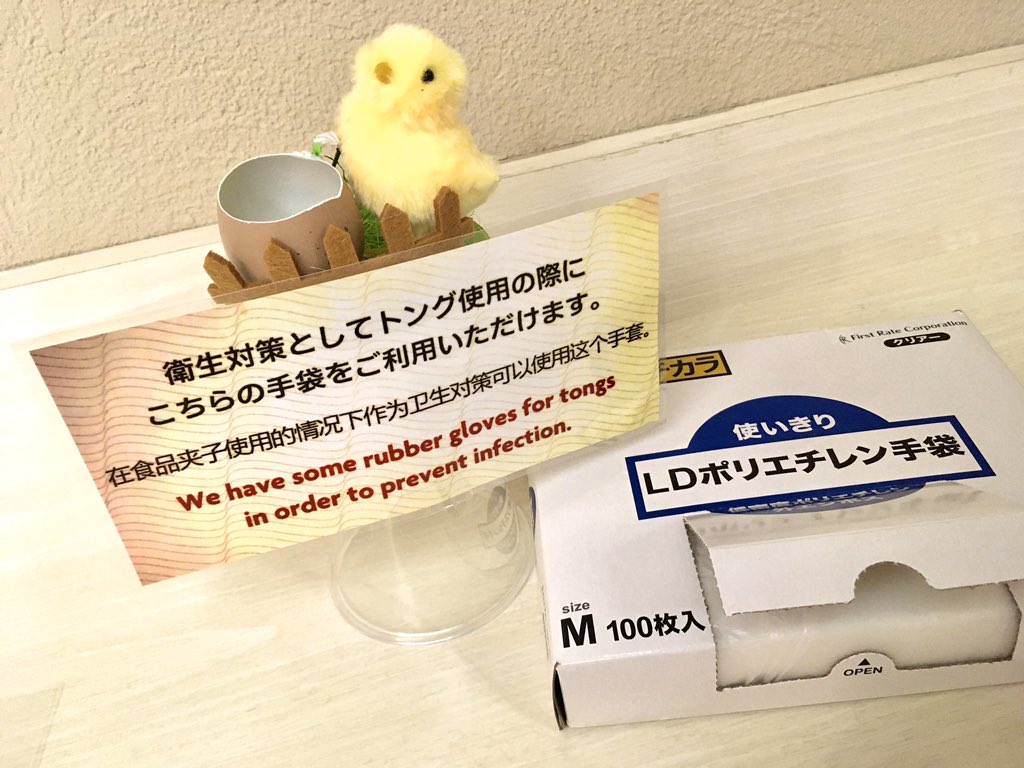 衛生対策としてトング使用の際に
こちらの手袋をご利用いただけます。
在食品夹子使用的情况下作为卫生对策可以使用这个手套。
We have some rubber gloves for tongs
in order to prevent infection.
First Rate Corporation
クリアー
カラ
使いきり
LDポリエチレン手袋
size
M 100枚入
OPEN